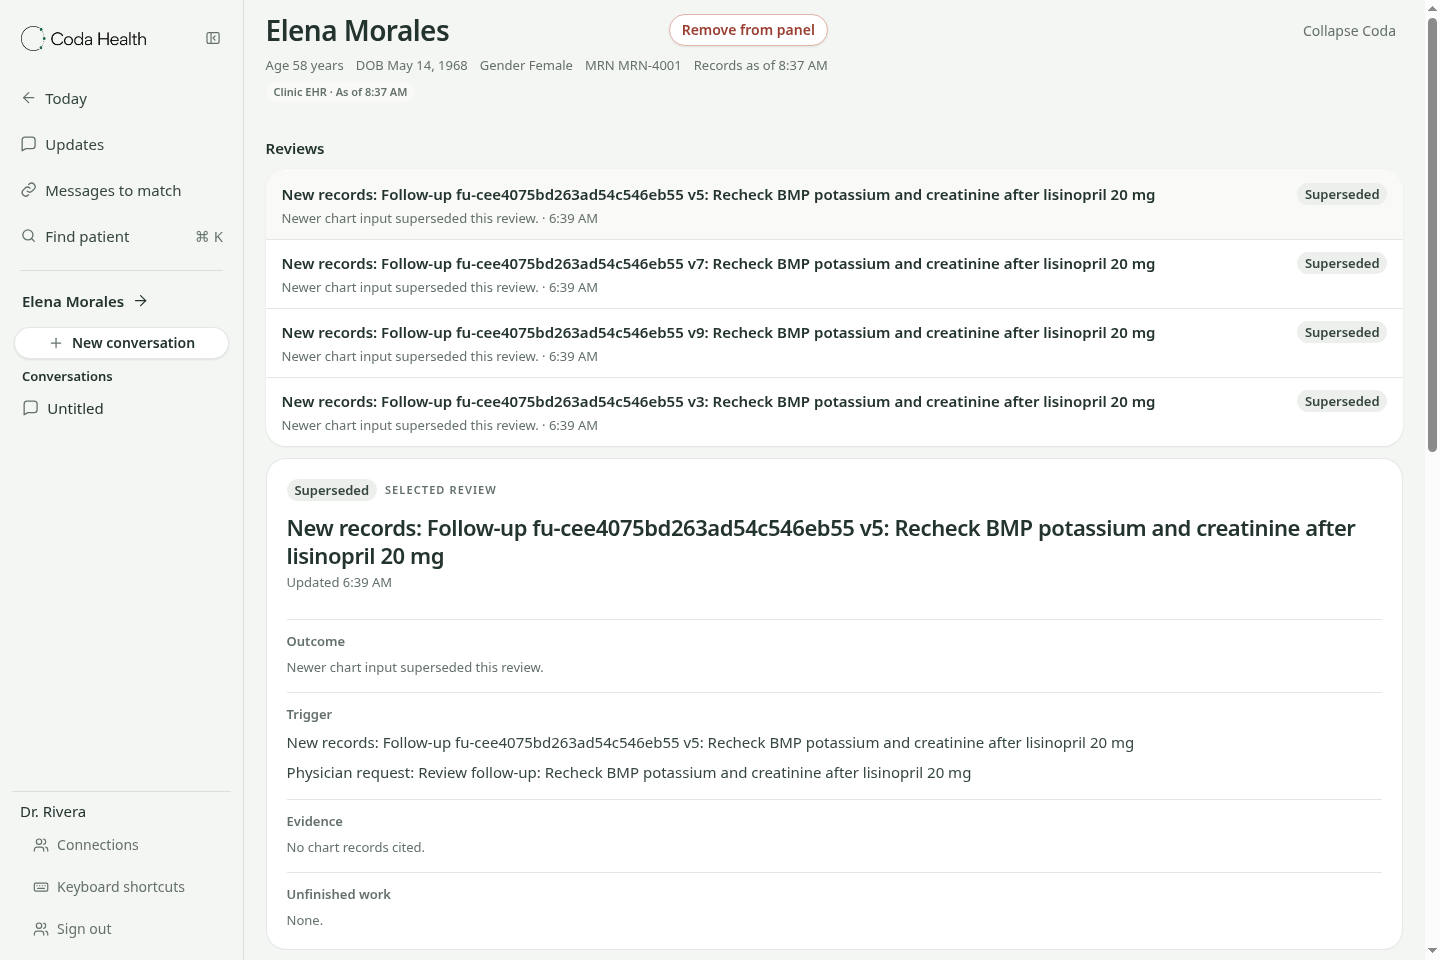 Coda Health
Today
Updates
Messages to match
Find patient ⌘ K
Elena Morales
New conversation
Conversations
Untitled
Dr. Rivera
Connections
Keyboard shortcuts
Sign out
Elena Morales
Remove from panel
Collapse Coda
Age 58 years DOB May 14, 1968 Gender Female MRN MRN-4001 Records as of 8:37 AM
Clinic EHR · As of 8:37 AM
Reviews
New records: Follow-up fu-cee4075bd263ad54c546eb55 v5: Recheck BMP potassium and creatinine after lisinopril 20 mg Superseded
Newer chart input superseded this review. · 6:39 AM
New records: Follow-up fu-cee4075bd263ad54c546eb55 v7: Recheck BMP potassium and creatinine after lisinopril 20 mg Superseded
Newer chart input superseded this review. · 6:39 AM
New records: Follow-up fu-cee4075bd263ad54c546eb55 v9: Recheck BMP potassium and creatinine after lisinopril 20 mg Superseded
Newer chart input superseded this review. · 6:39 AM
New records: Follow-up fu-cee4075bd263ad54c546eb55 v3: Recheck BMP potassium and creatinine after lisinopril 20 mg Superseded
Newer chart input superseded this review. · 6:39 AM
Superseded SELECTED REVIEW
New records: Follow-up fu-cee4075bd263ad54c546eb55 v5: Recheck BMP potassium and creatinine after
lisinopril 20 mg
Updated 6:39 AM
Outcome
Newer chart input superseded this review.
Trigger
New records: Follow-up fu-cee4075bd263ad54c546eb55 v5: Recheck BMP potassium and creatinine after lisinopril 20 mg
Physician request: Review follow-up: Recheck BMP potassium and creatinine after lisinopril 20 mg
Evidence
No chart records cited.
Unfinished work
None.